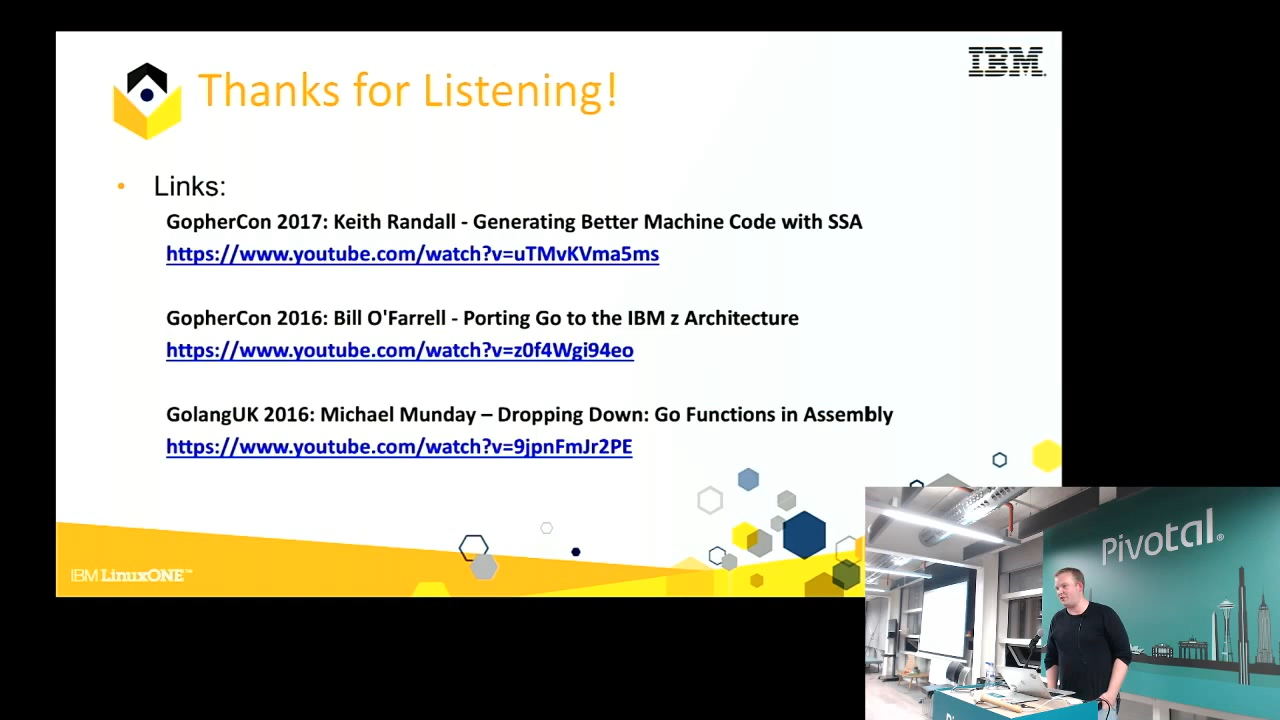 IBM
Thanks for Listening!
• Links:
GopherCon 2017: Keith Randall - Generating Better Machine Code with SSA
https://www.youtube.com/watch?v=uTMvKVma5ms
GopherCon 2016: Bill O'Farrell - Porting Go to the IBM z Architecture
https://www.youtube.com/watch?v=z0f4Wgi94eo
GolangUK 2016: Michael Munday – Dropping Down: Go Functions in Assembly
https://www.youtube.com/watch?v=9jpnFmJr2PE
IBM LinuxONE™
Pivotal®